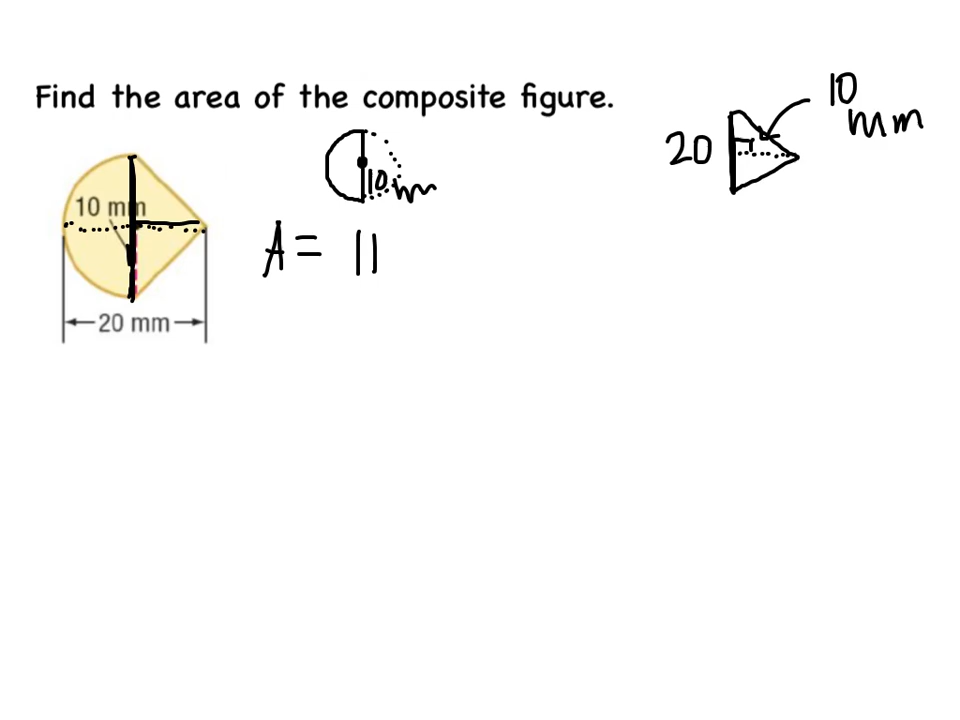 Find the area of the composite figure.
10 mm
20 mm
10 mm
A = 11
20
10
mm